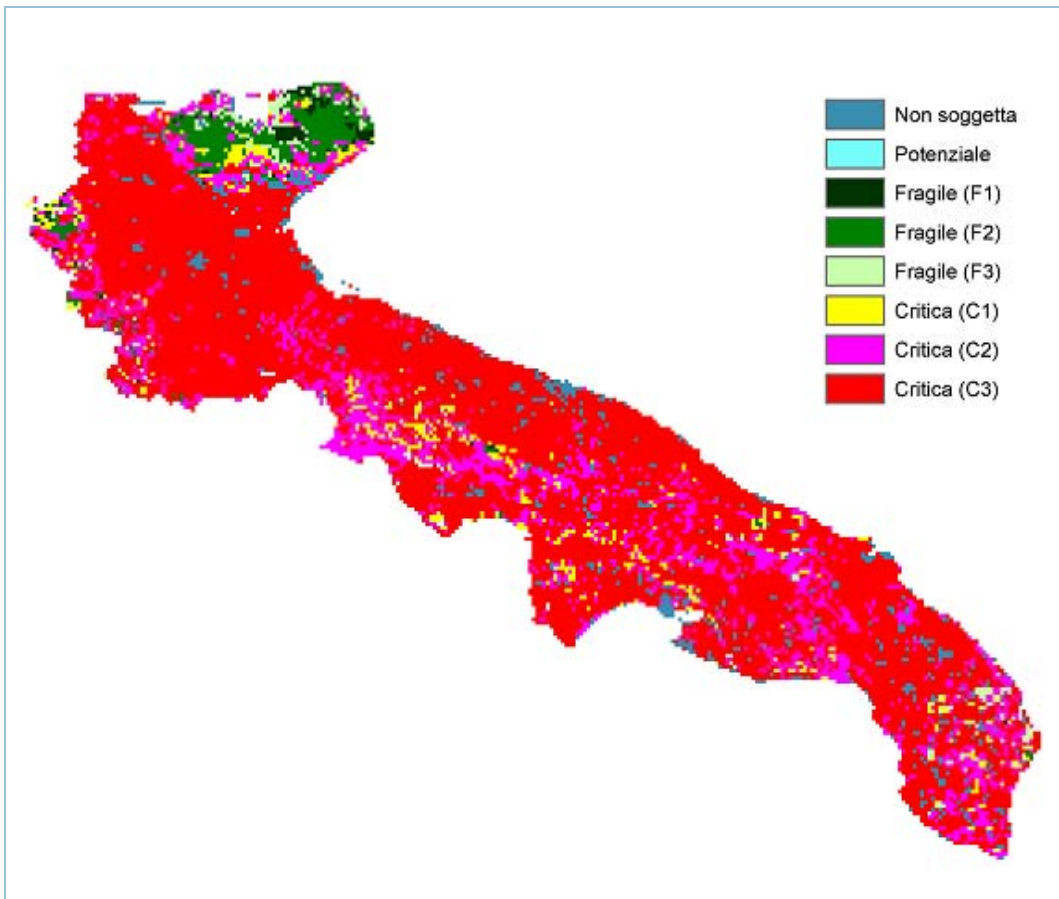 Non soggetta
Potenziale
Fragile (F1)
Fragile (F2)
Fragile (F3)
Critica (C1)
Critica (C2)
Critica (C3)